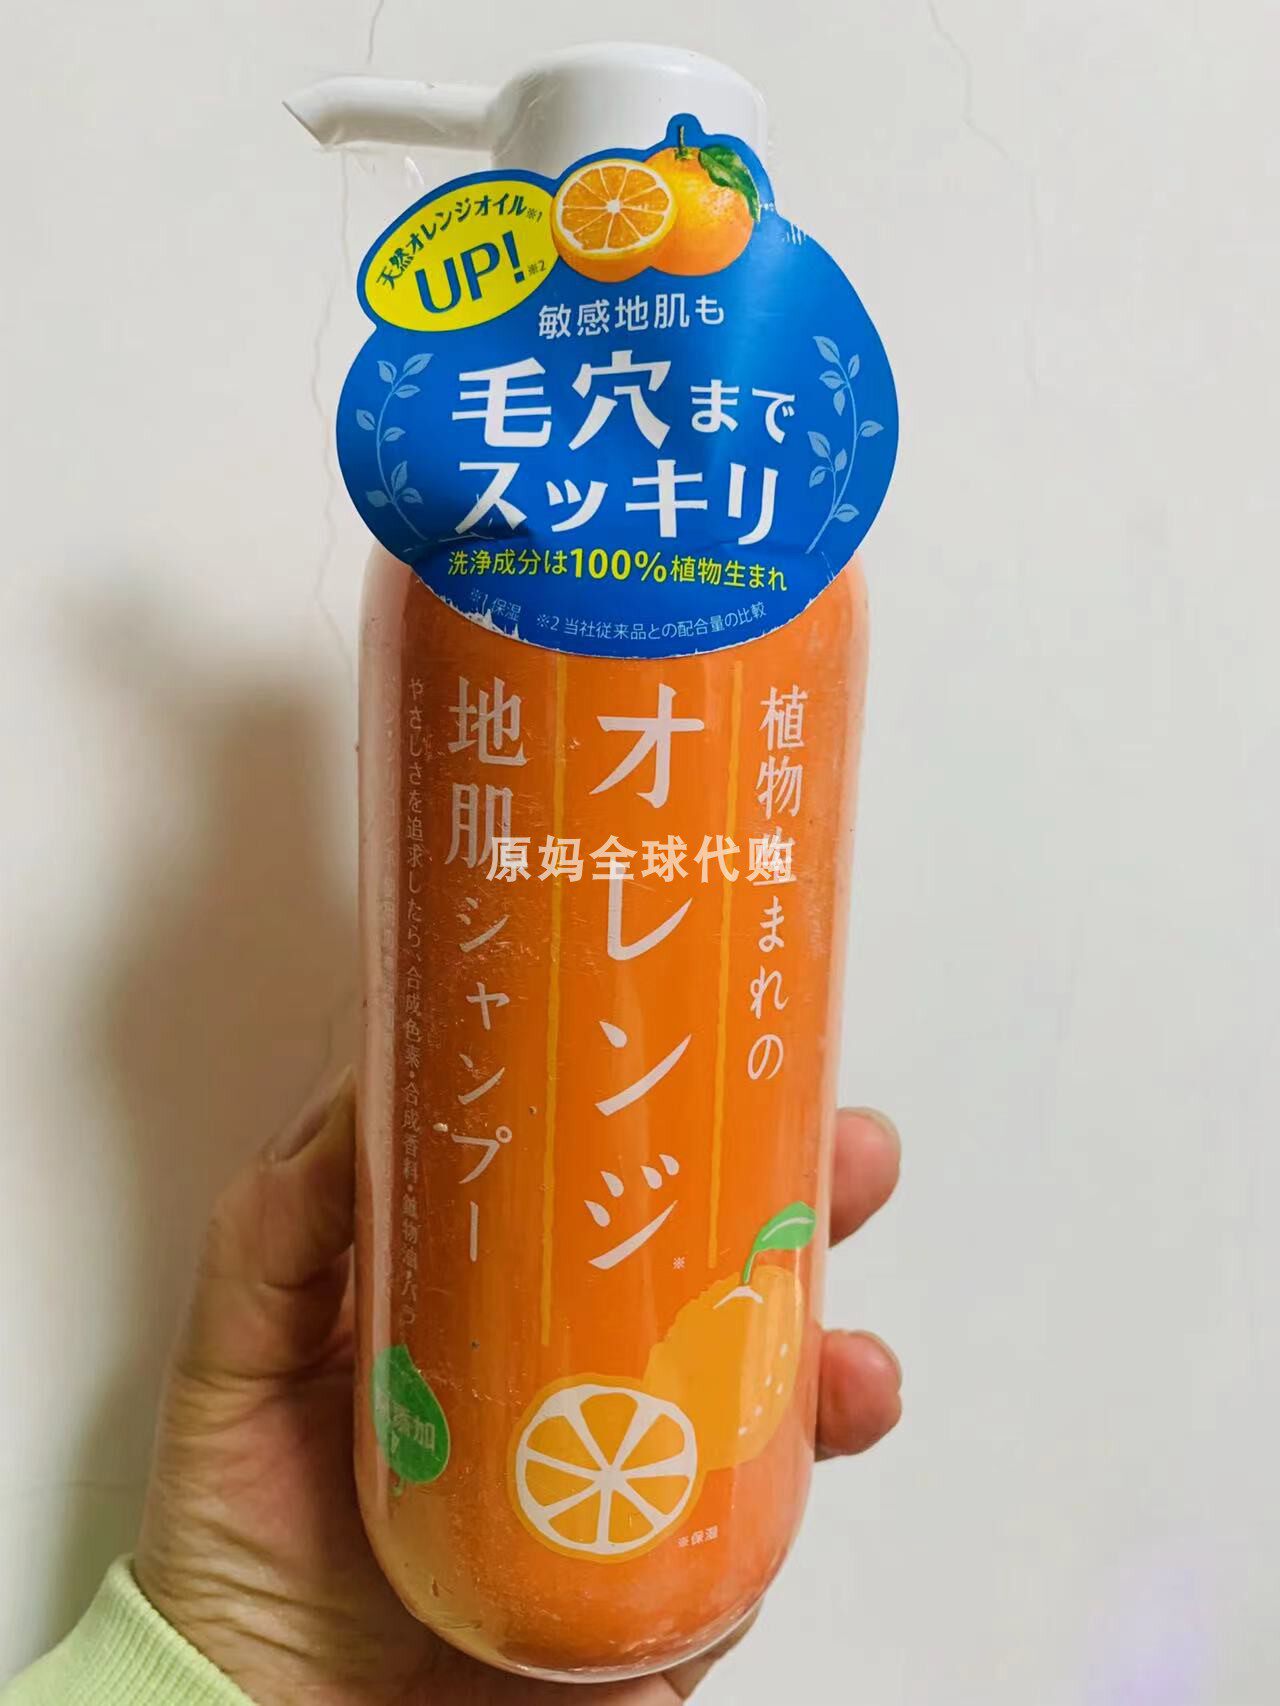 天然オレンジオイル※1
UP!※2
敏感地肌も
毛穴まで
スッキリ
洗浄成分は100%植物生まれ
※1 保湿 ※2 当社従来品との配合量の比較
植物生まれの
オレンジ※
地肌シャンプー
やさしさを追求したら、合成色素・合成香料・鉱物油・パラ
添加
※保湿
原妈全球代购